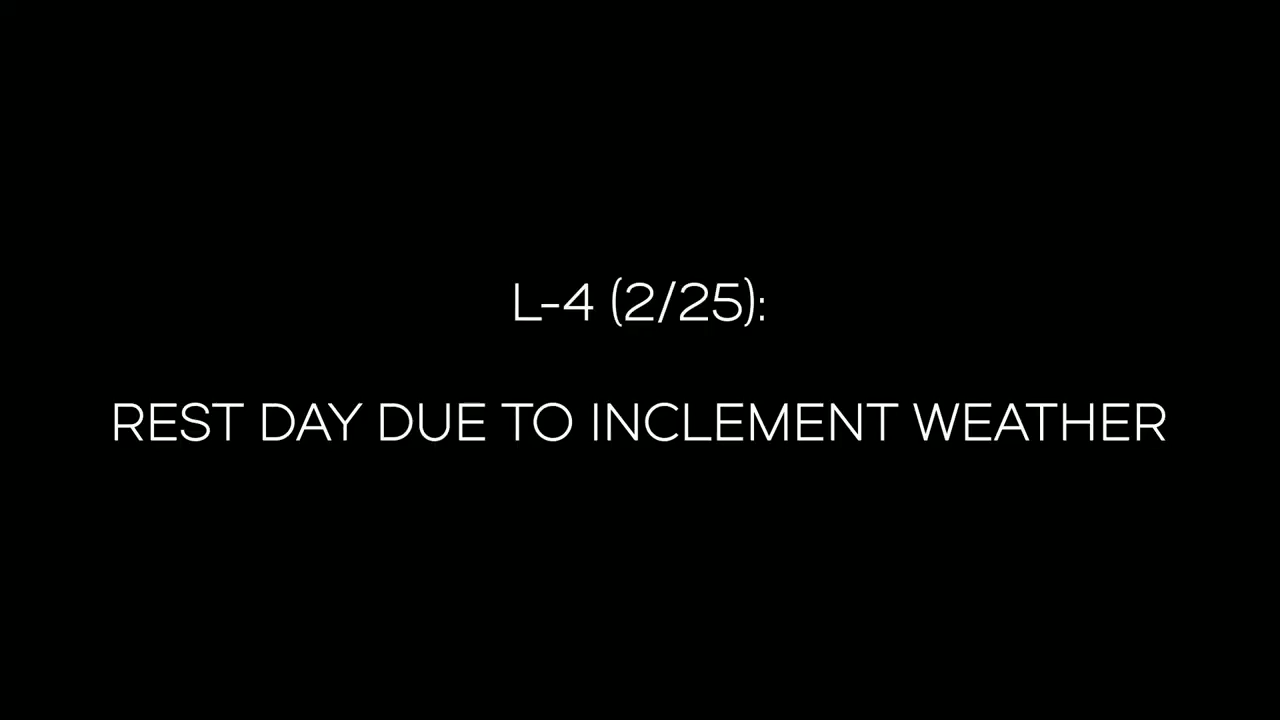 L-4 (2/25):
REST DAY DUE TO INCLEMENT WEATHER